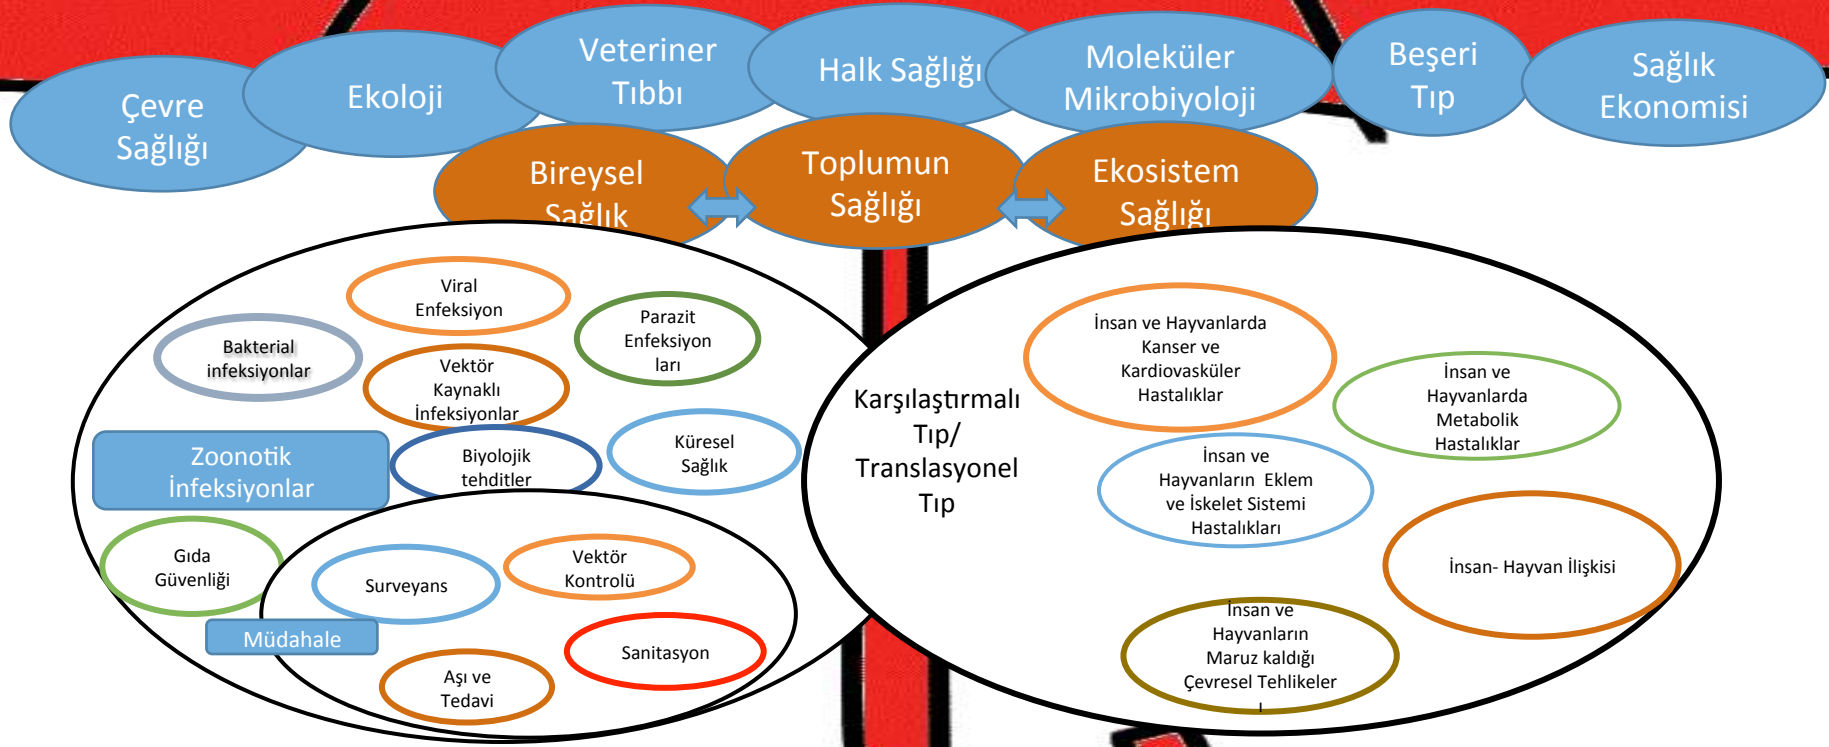 Çevre
Sağlığı
Ekoloji
Veteriner
Tıbbı
Halk Sağlığı
Moleküler
Mikrobiyoloji
Beşeri
Tıp
Sağlık
Ekonomisi
Bireysel
Sağlık
Toplumun
Sağlığı
Ekosistem
Sağlığı
Viral
Enfeksiyon
Parazit
Enfeksiyon
ları
Bakterial
infeksiyonlar
Vektör
Kaynaklı
İnfeksiyonlar
Zoonotik
İnfeksiyonlar
Biyolojik
tehditler
Küresel
Sağlık
Gıda
Güvenliği
Surveyans
Vektör
Kontrolü
Müdahale
Sanitasyon
Aşı ve
Tedavi
Karşılaştırmalı
Tıp/
Translasyonel
Tıp
İnsan ve Hayvanlarda
Kanser ve
Kardiovasküler
Hastalıklar
İnsan ve
Hayvanlarda
Metabolik
Hastalıklar
İnsan ve
Hayvanların Eklem
ve İskelet Sistemi
Hastalıkları
İnsan- Hayvan İlişkisi
İnsan ve
Hayvanların
Maruz kaldığı
Çevresel Tehlikeler
ı